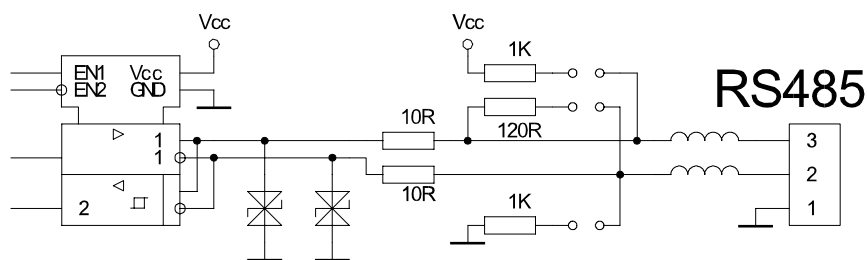 Vcc
Vcc
1K
EN1 Vcc
EN2 GND
RS485
10R
120R
1
3
1
2
10R
2
1K
1